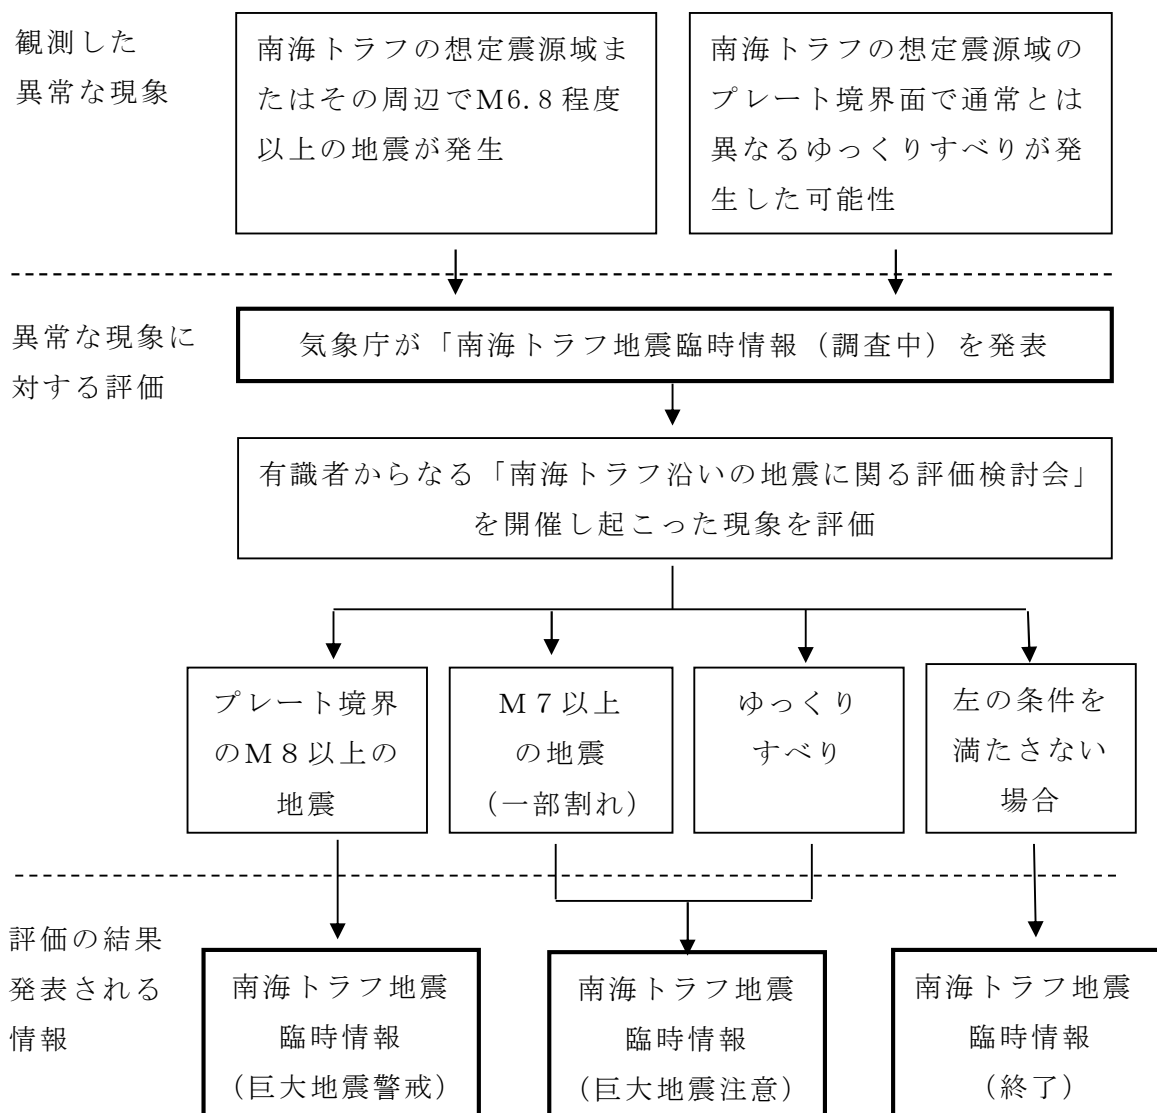 観測した
異常な現象
南海トラフの想定震源域ま
たはその周辺でM6.8程度
以上の地震が発生
南海トラフの想定震源域の
プレート境界面で通常とは
異なるゆっくりすべりが発
生した可能性
異常な現象に
対する評価
気象庁が「南海トラフ地震臨時情報（調査中）を発表
有識者からなる「南海トラフ沿いの地震に関る評価検討会」
を開催し起こった現象を評価
プレート境界
のM８以上の
地震
M７以上
の地震
（一部割れ）
ゆっくり
すべり
左の条件を
満たさない
場合
評価の結果
発表される
情報
南海トラフ地震
臨時情報
（巨大地震警戒）
南海トラフ地震
臨時情報
（巨大地震注意）
南海トラフ地震
臨時情報
（終了）